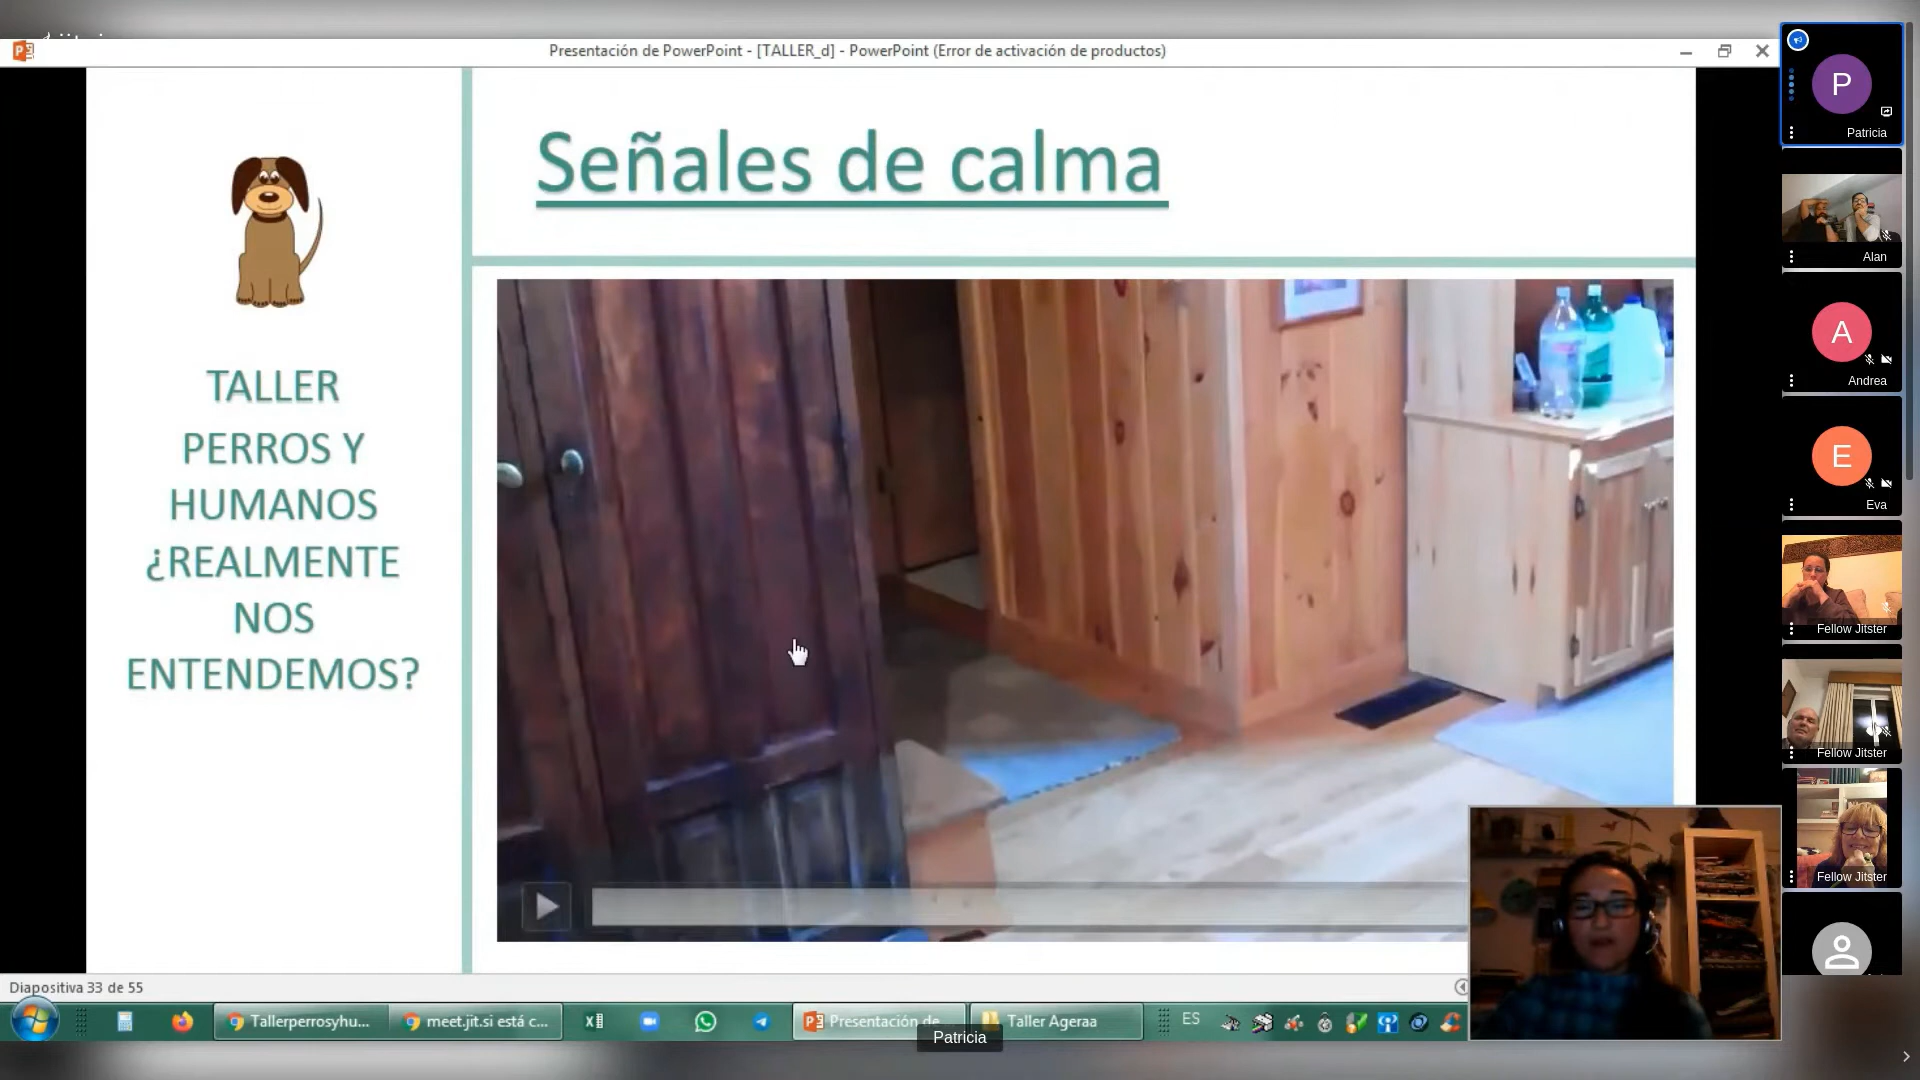 Presentación de PowerPoint - [TALLER_d] - PowerPoint (Error de activación de productos)
Señales de calma
TALLER
PERROS Y
HUMANOS
¿REALMENTE
NOS
ENTENDEMOS?
P
Patricia
Alan
A
Andrea
E
Eva
Fellow Jitster
Fellow Jitster
Fellow Jitster
Diapositiva 33 de 55
Tallerperrosyhu...
meet.jit.si está c...
Presentación de
Taller Ageraa
ES
Patricia